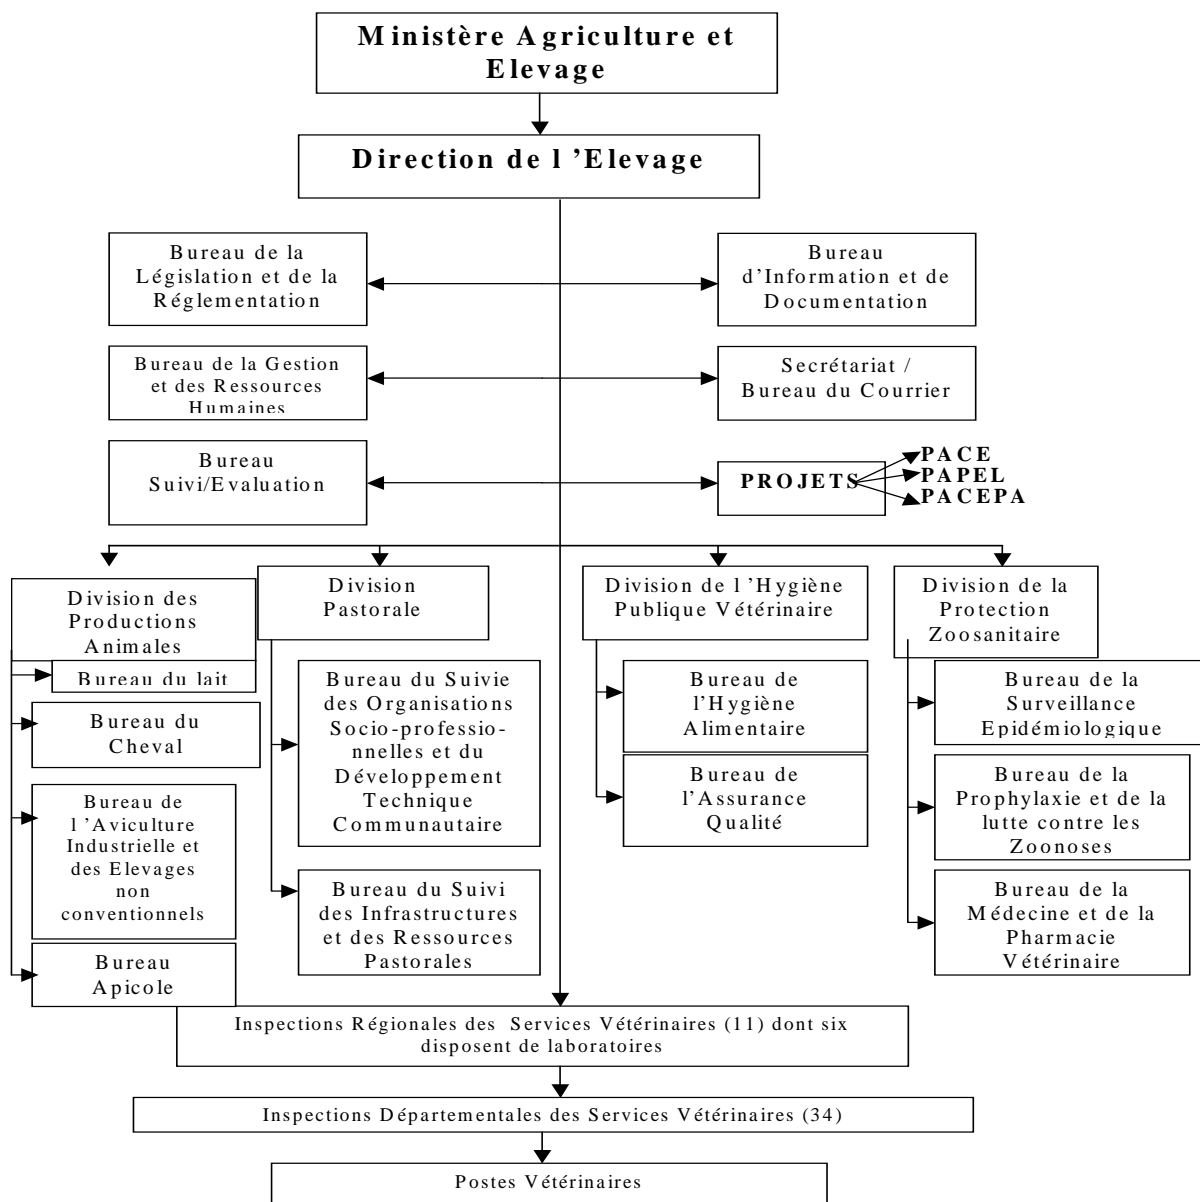 Ministère Agriculture et
Elevage
Direction de l ’Elevage
Bureau de la
Législation et de la
Réglementation
Bureau
d’Information et de
Documentation
Bureau de la Gestion
et des Ressources
Humaines
Secrétariat /
Bureau du Courrier
Bureau
Suivi/Evaluation
PROJETS
PACE
PAPEL
PACEPA
Division des
Productions
Animales
Bureau du lait
Bureau du
Cheval
Bureau de
l ’Aviculture
Industrielle et
des Elevages
non
conventionnels
Bureau
Apicole
Division
Pastorale
Bureau du Suivie
des Organisations
Socio-professio-
nnelles et du
Développement
Technique
Communautaire
Bureau du Suivi
des Infrastructures
et des Ressources
Pastorales
Division de l ’Hygiène
Publique Vétérinaire
Bureau de
l’Hygiène
Alimentaire
Bureau de
l’Assurance
Qualité
Division de la
Protection
Zoosanitaire
Bureau de la
Surveillance
Epidémiologique
Bureau de la
Prophylaxie et de la
lutte contre les
Zoonoses
Bureau de la
Médecine et de la
Pharmacie
Vétérinaire
Inspections Régionales des Services Vétérinaires (11) dont six
disposent de laboratoires
Inspections Départementales des Services Vétérinaires (34)
Postes Vétérinaires